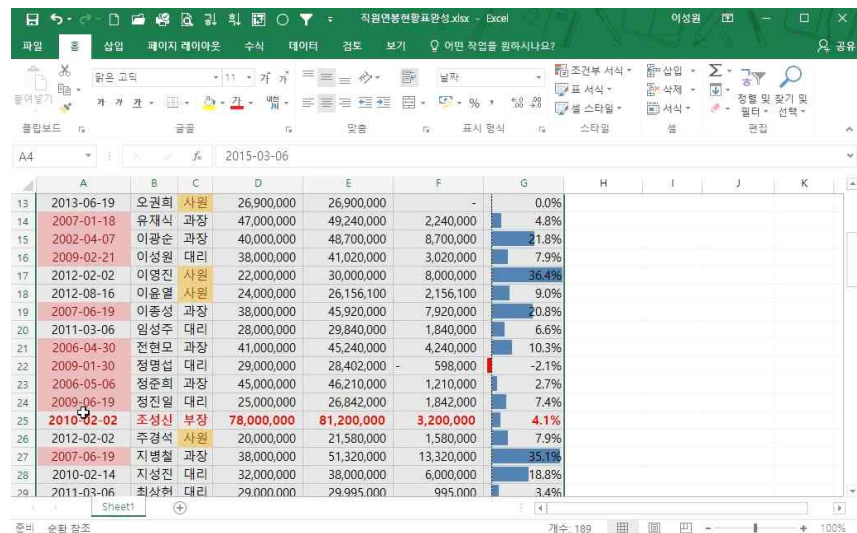 직원연봉현황표완성.xlsx - Excel 이성원
파일 홈 삽입 페이지 레이아웃 수식 데이터 검토 보기 어떤 작업을 원하시나요? 공유
맑은 고딕 11 가 가 날짜 조건부 서식 삽입
붙여넣기 가 가 가 가 내천 % 표 서식 삭제 정렬 및 찾기 및
셀 스타일 서식 필터 선택
클립보드 글꼴 맞춤 표시 형식 스타일 셀 편집
A4 fx 2015-03-06
A B C D E F G H I J K
13 2013-06-19 오권희 사원 26,900,000 26,900,000 - 0.0%
14 2007-01-18 유재식 과장 47,000,000 49,240,000 2,240,000 4.8%
15 2002-04-07 이광순 과장 40,000,000 48,700,000 8,700,000 21.8%
16 2009-02-21 이성원 대리 38,000,000 41,020,000 3,020,000 7.9%
17 2012-02-02 이영진 사원 22,000,000 30,000,000 8,000,000 36.4%
18 2012-08-16 이윤열 사원 24,000,000 26,156,100 2,156,100 9.0%
19 2007-06-19 이종성 과장 38,000,000 45,920,000 7,920,000 20.8%
20 2011-03-06 임성주 대리 28,000,000 29,840,000 1,840,000 6.6%
21 2006-04-30 전현모 과장 41,000,000 45,240,000 4,240,000 10.3%
22 2009-01-30 정명섭 대리 29,000,000 28,402,000 - 598,000 -2.1%
23 2006-05-06 정준희 과장 45,000,000 46,210,000 1,210,000 2.7%
24 2009-06-19 정진일 대리 25,000,000 26,842,000 1,842,000 7.4%
25 2010-02-02 조성신 부장 78,000,000 81,200,000 3,200,000 4.1%
26 2012-02-02 주경석 사원 20,000,000 21,580,000 1,580,000 7.9%
27 2007-06-19 지병철 과장 38,000,000 51,320,000 13,320,000 35.1%
28 2010-02-14 지성진 대리 32,000,000 38,000,000 6,000,000 18.8%
29 2011-03-06 최상헌 대리 29,000,000 29,995,000 995,000 3.4%
Sheet1
준비 순환 참조 개수: 189 100%